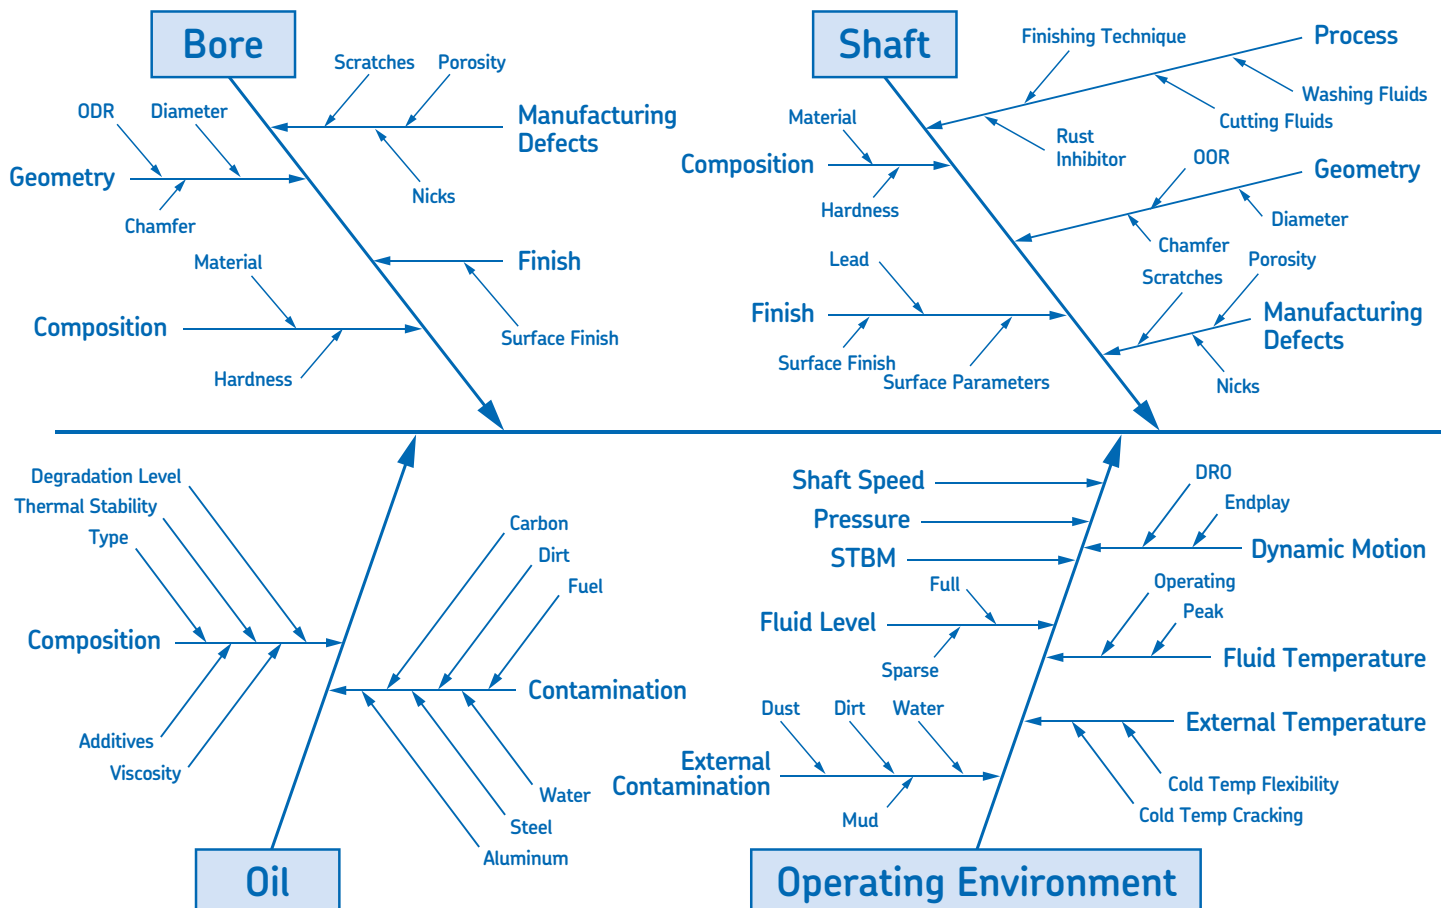 Bore
Scratches
Porosity
ODR
Diameter
Manufacturing
Defects
Geometry
Nicks
Chamfer
Material
Finish
Composition
Surface Finish
Hardness
Shaft
Finishing Technique
Process
Washing Fluids
Material
Cutting Fluids
Rust
Inhibitor
Composition
OOR
Geometry
Hardness
Diameter
Chamfer
Lead
Porosity
Scratches
Finish
Manufacturing
Defects
Surface Finish
Surface Parameters
Nicks
Degradation Level
Thermal Stability
Type
Carbon
Dirt
Fuel
Composition
Contamination
Additives
Viscosity
Water
Steel
Aluminum
Oil
Shaft Speed
DRO
Endplay
Pressure
Dynamic Motion
STBM
Full
Operating
Peak
Fluid Level
Sparse
Fluid Temperature
Dust
Dirt
Water
External Temperature
External
Contamination
Cold Temp Flexibility
Mud
Cold Temp Cracking
Operating Environment